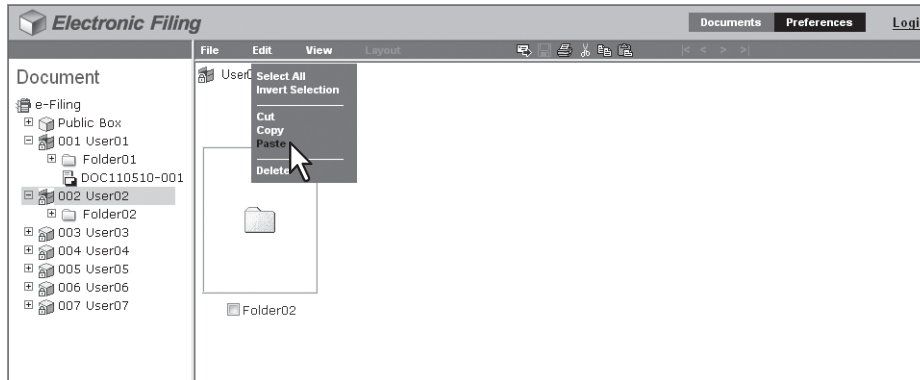 Electronic Filing
Documents Preferences Logi
File Edit View Layout
Document
e-Filing
Public Box
001 User01
Folder01
DOC110510-001
002 User02
Folder02
003 User03
004 User04
005 User05
006 User06
007 User07
User0
Select All
Invert Selection
Cut
Copy
Paste
Delete
Folder02